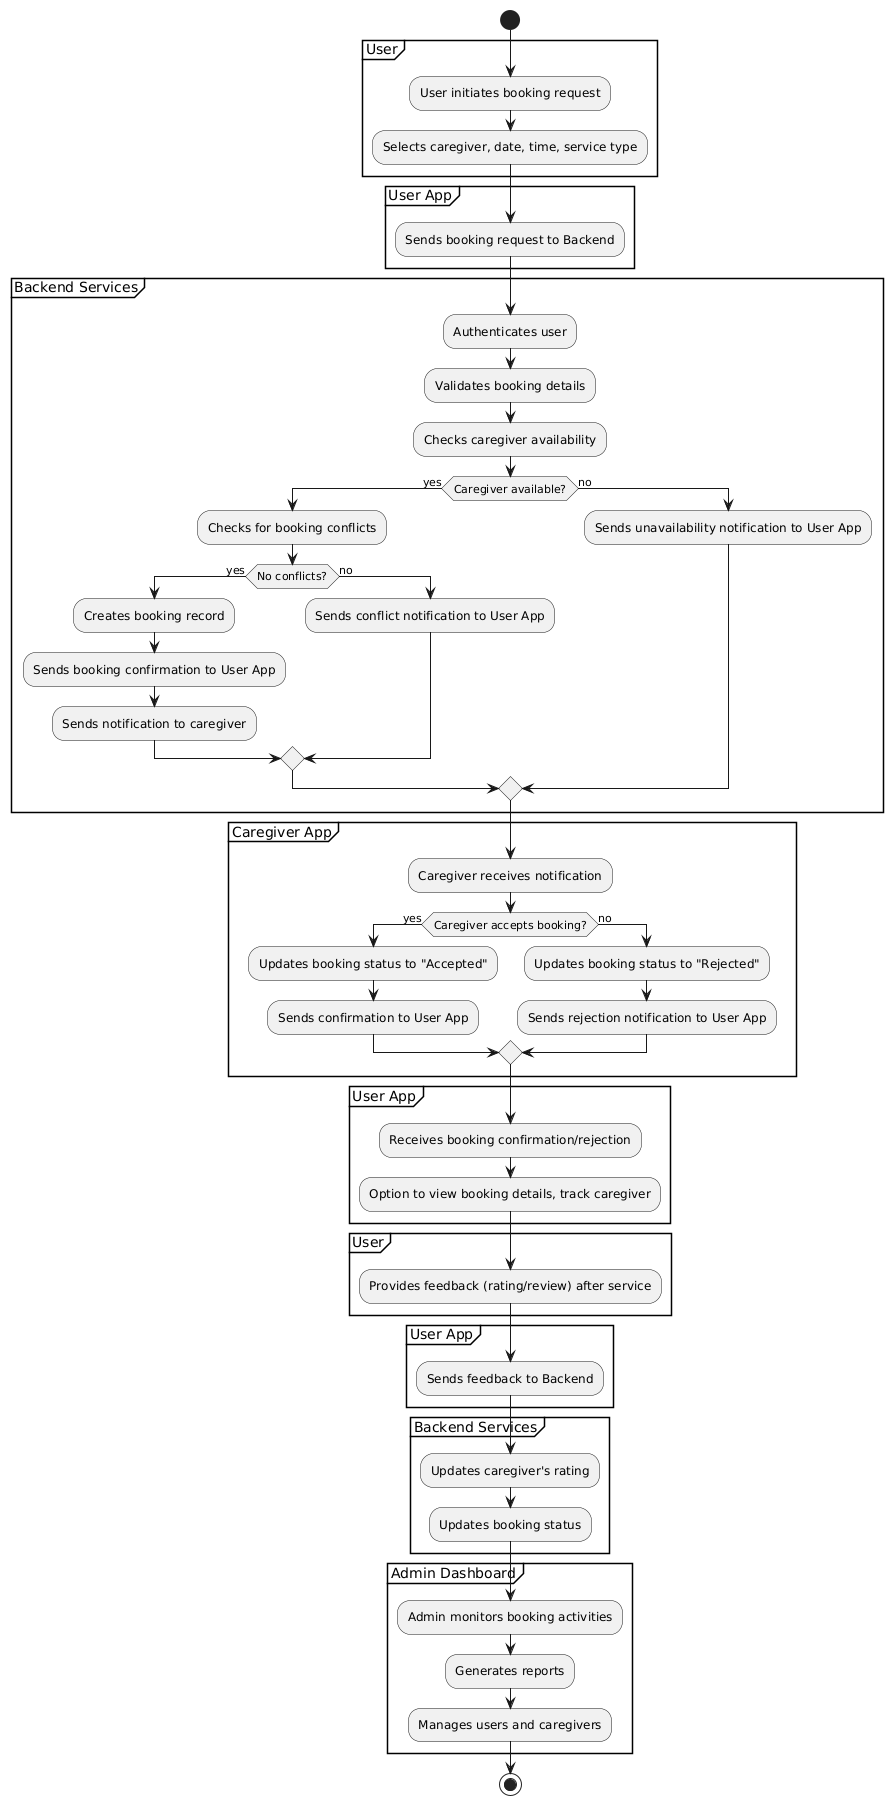 User
User initiates booking request
Selects caregiver, date, time, service type
User App
Sends booking request to Backend
Backend Services
Authenticates user
Validates booking details
Checks caregiver availability
yes
Caregiver available?
no
Checks for booking conflicts
Sends unavailability notification to User App
yes
No conflicts?
no
Creates booking record
Sends conflict notification to User App
Sends booking confirmation to User App
Sends notification to caregiver
Caregiver App
Caregiver receives notification
yes
Caregiver accepts booking?
no
Updates booking status to "Accepted"
Updates booking status to "Rejected"
Sends confirmation to User App
Sends rejection notification to User App
User App
Receives booking confirmation/rejection
Option to view booking details, track caregiver
User
Provides feedback (rating/review) after service
User App
Sends feedback to Backend
Backend Services
Updates caregiver's rating
Updates booking status
Admin Dashboard
Admin monitors booking activities
Generates reports
Manages users and caregivers